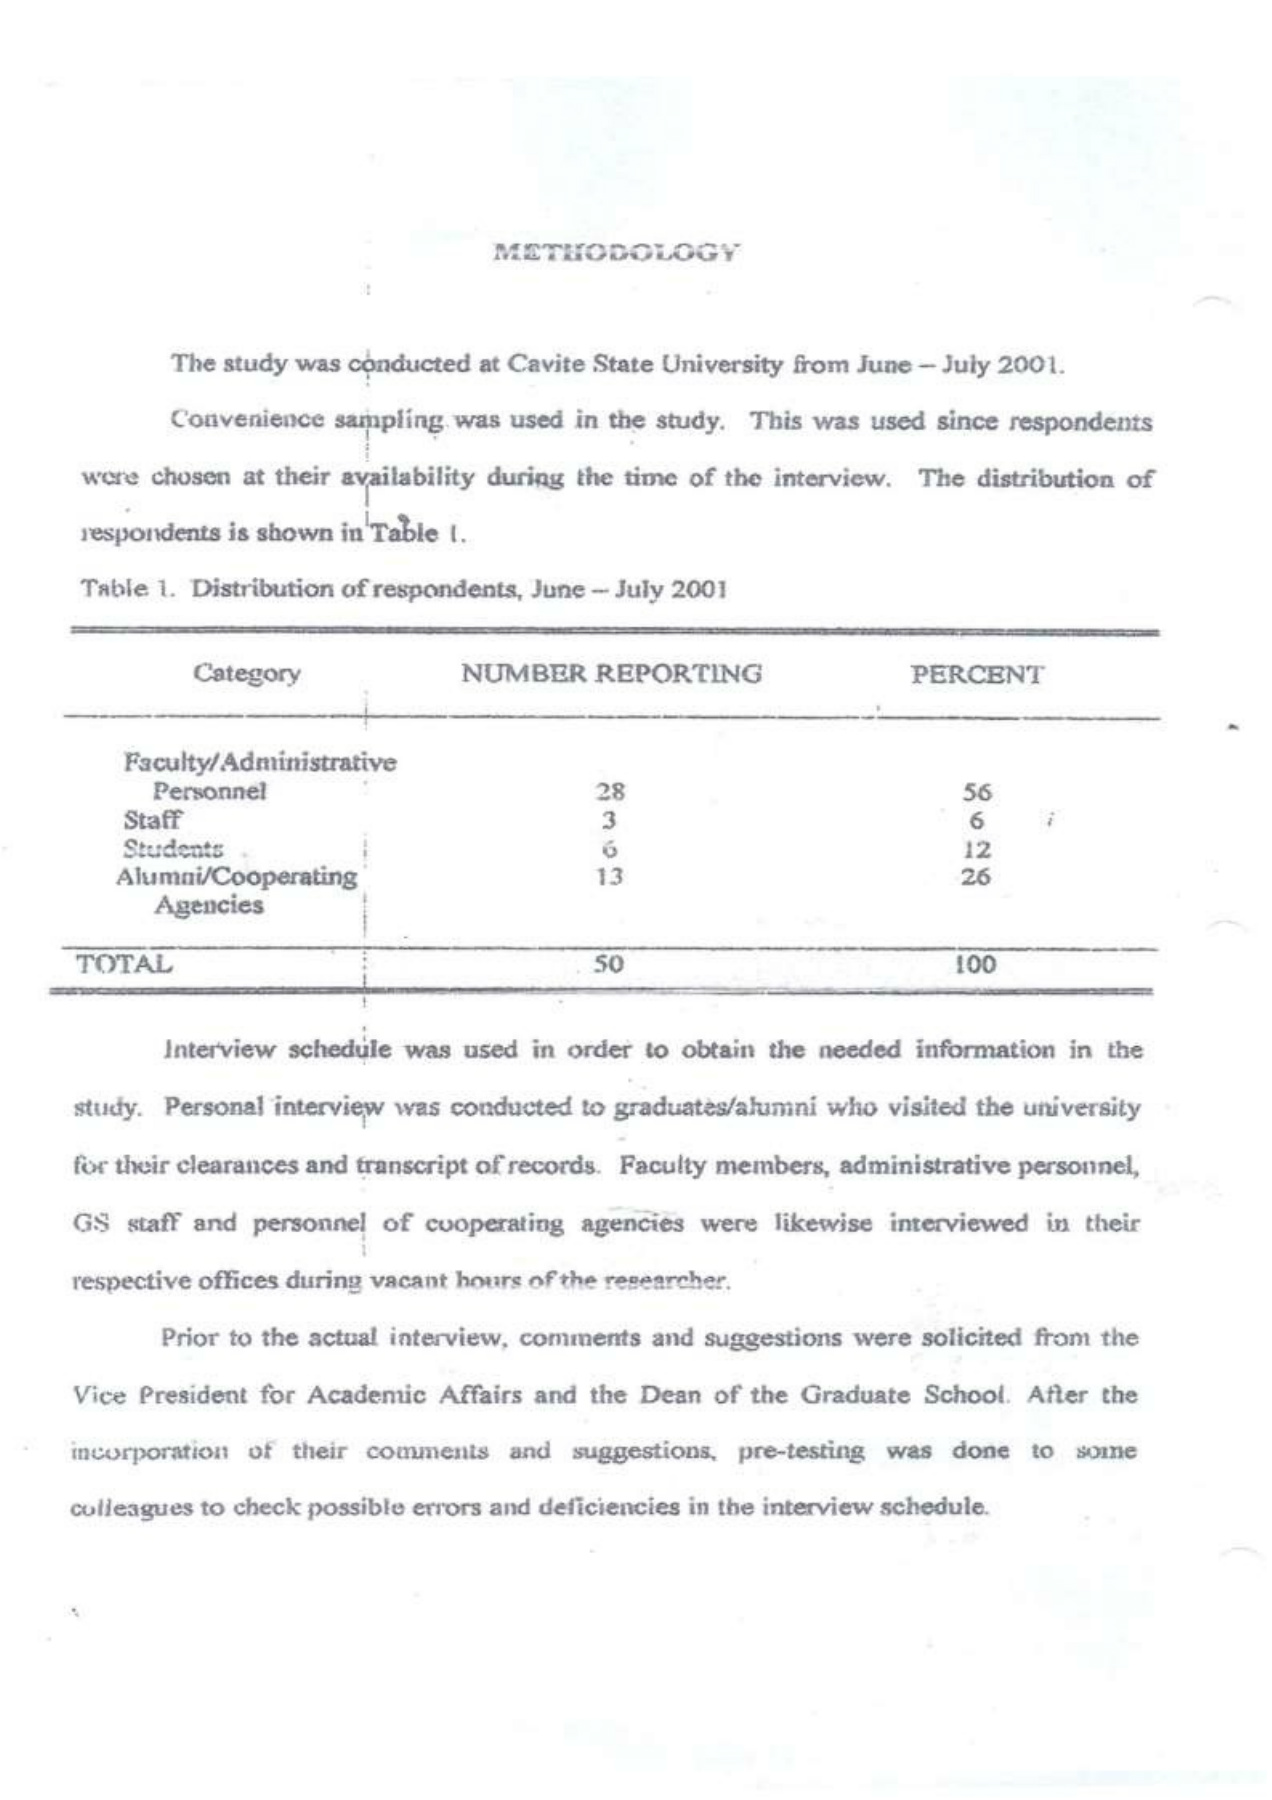 METHODOLOGY
The study was conducted at Cavite State University from June – July 2001.
Convenience sampling was used in the study. This was used since respondents
were chosen at their availability during the time of the interview. The distribution of
respondents is shown in Table 1.
Table 1. Distribution of respondents, June – July 2001
Category NUMBER REPORTING PERCENT
Faculty/Administrative
Personnel 28 56
Staff 3 6
Students 6 12
Alumni/Cooperating 13 26
Agencies
TOTAL 50 100
Interview schedule was used in order to obtain the needed information in the
study. Personal interview was conducted to graduates/alumni who visited the university
for their clearances and transcript of records. Faculty members, administrative personnel,
GS staff and personnel of cooperating agencies were likewise interviewed in their
respective offices during vacant hours of the researcher.
Prior to the actual interview, comments and suggestions were solicited from the
Vice President for Academic Affairs and the Dean of the Graduate School. After the
incorporation of their comments and suggestions, pre-testing was done to some
colleagues to check possible errors and deficiencies in the interview schedule.